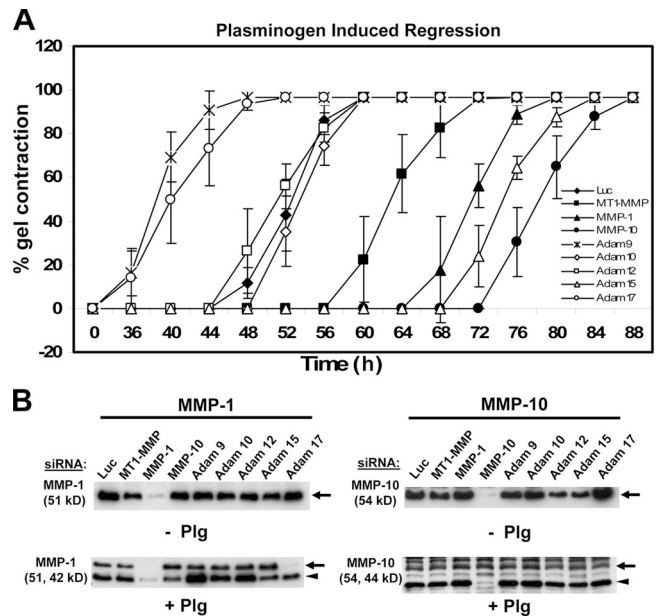 A
Plasminogen Induced Regression
% gel contraction
120
100
80
60
40
20
0
-20
0 36 40 44 48 52 56 60 64 68 72 76 80 84 88
Time (h)
Luc
MT1-MMP
MMP-1
MMP-10
Adam9
Adam10
Adam12
Adam15
Adam17
B
MMP-1
siRNA: Luc MT1-MMP MMP-1 MMP-10 Adam 9 Adam 10 Adam 12 Adam 15 Adam 17
MMP-1
(51 kD)
- Plg
MMP-1
(51, 42 kD)
+ Plg
MMP-10
siRNA: Luc MT1-MMP MMP-1 MMP-10 Adam 9 Adam 10 Adam 12 Adam 15 Adam 17
MMP-10
(54 kD)
- Plg
MMP-10
(54, 44 kD)
+ Plg